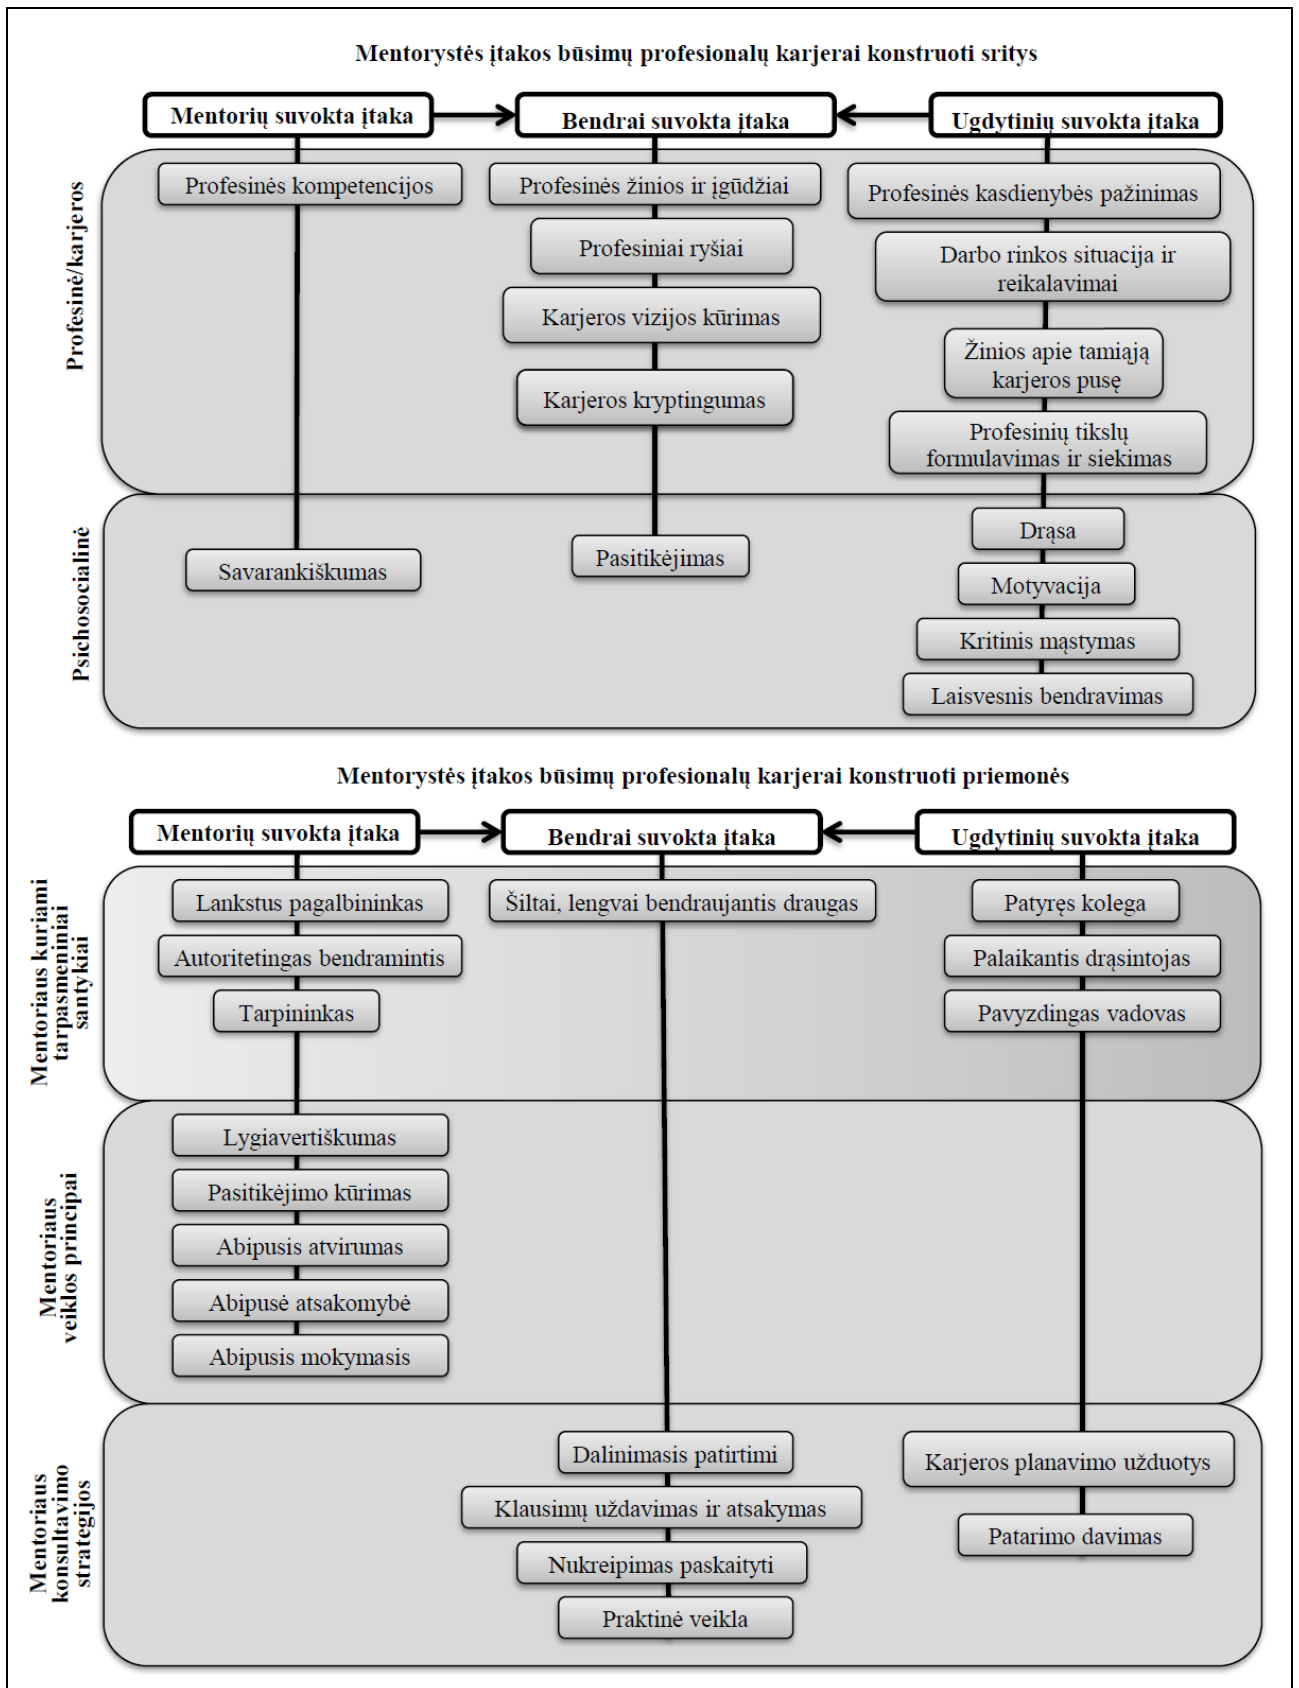 Mentorystės įtakos būsimų profesionalų karjerai konstruoti sritys
Mentorių suvokta įtaka
Bendrai suvokta įtaka
Ugdytinių suvokta įtaka
Profesinė/karjeros
Profesinės kompetencijos
Profesinės žinios ir įgūdžiai
Profesiniai ryšiai
Karjeros vizijos kūrimas
Karjeros kryptingumas
Profesinės kasdienybės pažinimas
Darbo rinkos situacija ir
reikalavimai
Žinios apie tamiąją
karjeros pusę
Profesinių tikslų
formulavimas ir siekimas
Psichosocialinė
Savarankiškumas
Pasitikėjimas
Drąsa
Motyvacija
Kritinis mąstymas
Laisvesnis bendravimas
Mentorystės įtakos būsimų profesionalų karjerai konstruoti priemonės
Mentorių suvokta įtaka
Bendrai suvokta įtaka
Ugdytinių suvokta įtaka
Mentoriaus kuriami
tarpasmeniniai
santykiai
Lankstus pagalbininkas
Autoritetingas bendramintis
Tarpininkas
Šiltai, lengvai bendraujantis draugas
Patyręs kolega
Palaikantis drąsintojas
Pavyzdingas vadovas
Mentoriaus
veiklos principai
Lygiavertiškumas
Pasitikėjimo kūrimas
Abipusis atvirumas
Abipusė atsakomybė
Abipusis mokymasis
Mentoriaus
konsultavimo
strategijos
Dalinimasis patirtimi
Klausimų uždavimas ir atsakymas
Nukreipimas paskaityti
Praktinė veikla
Karjeros planavimo užduotys
Patarimo davimas